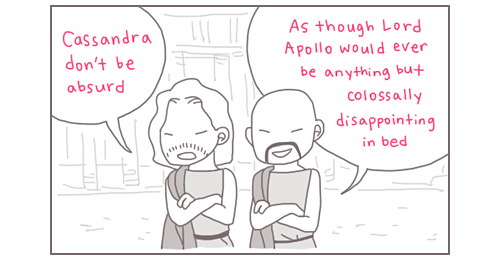 Cassandra
don't be
absurd
As though Lord
Apollo would ever
be anything but
colossally
disappointing
in bed